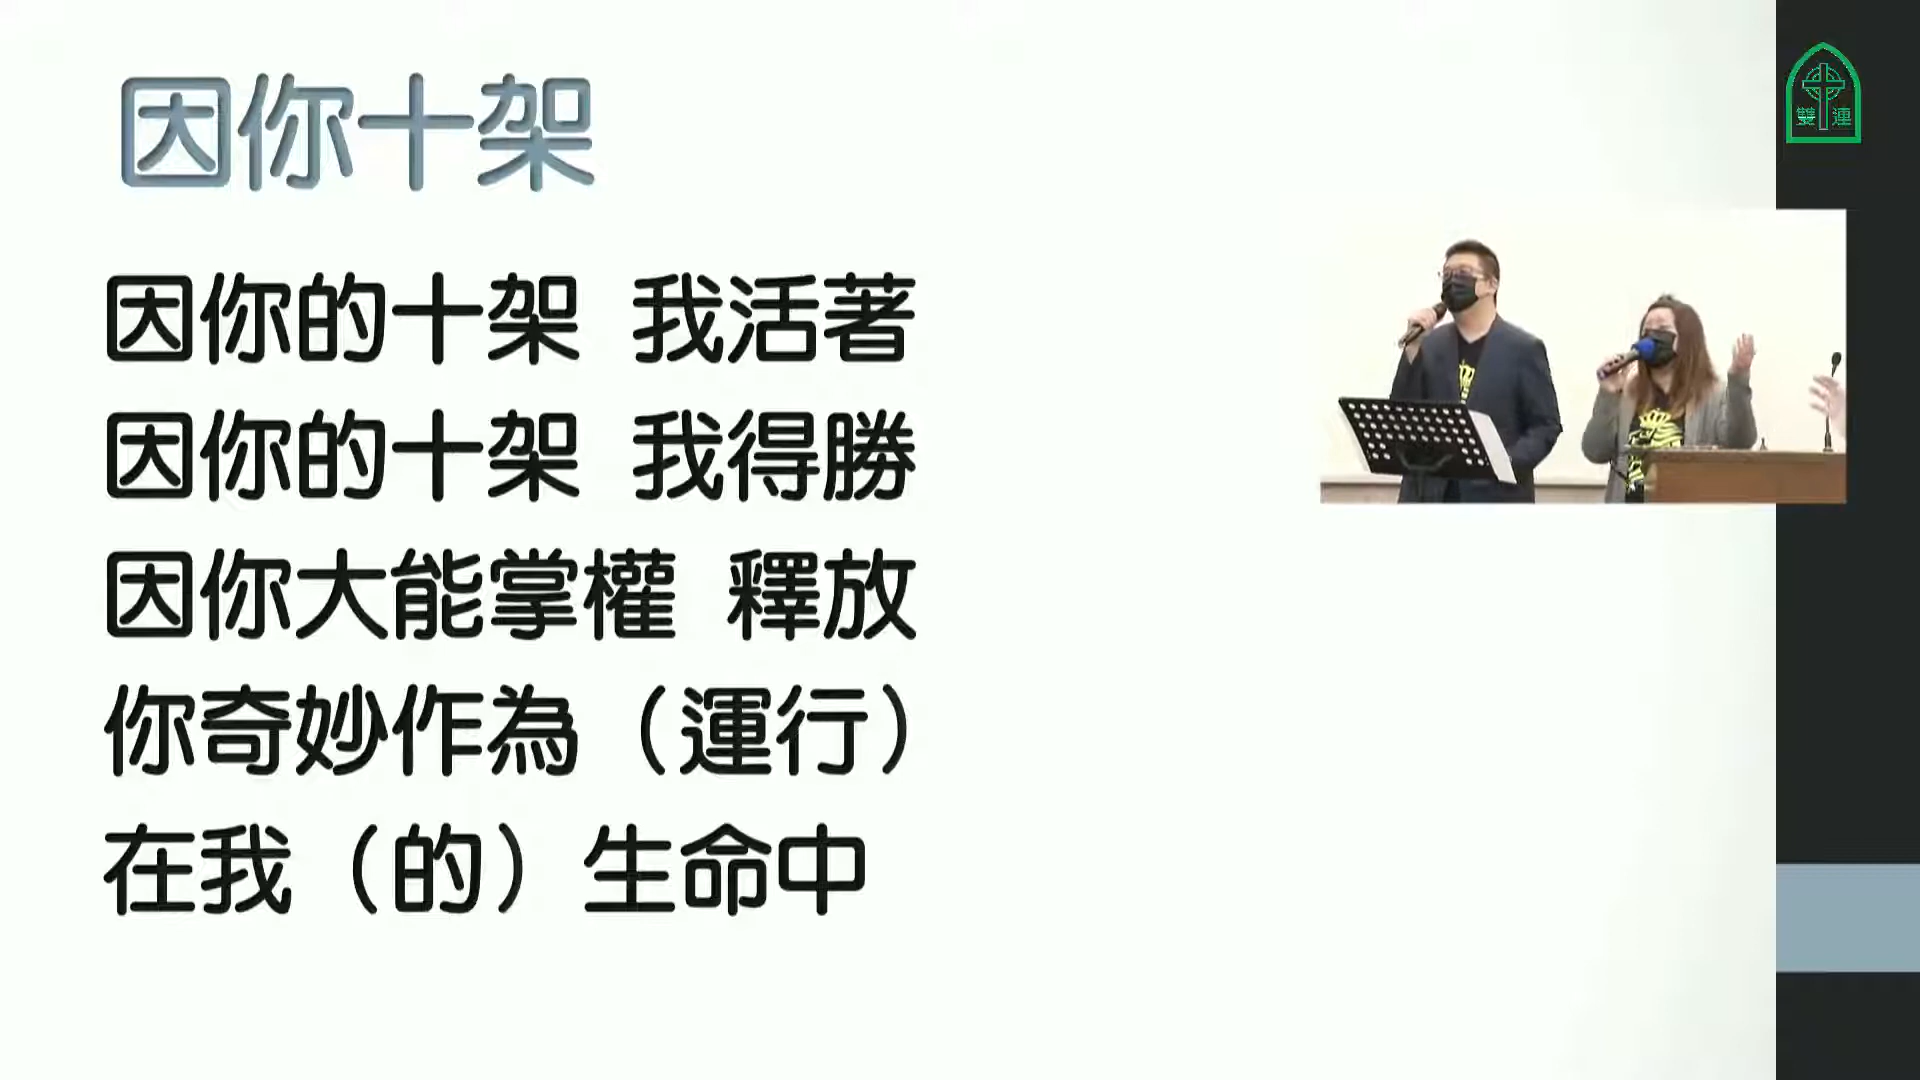 因你十架
因你的十架 我活著
因你的十架 我得勝
因你大能掌權 釋放
你奇妙作為（運行）
在我（的）生命中
雙連